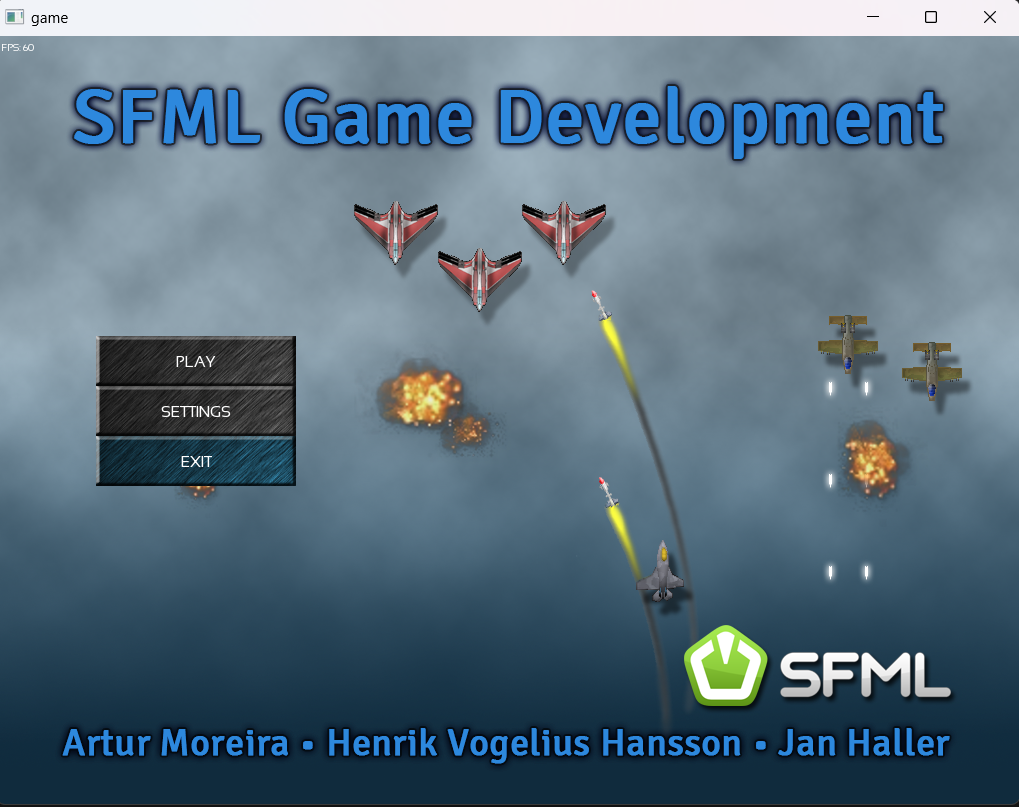 game
FPS: 60
SFML Game Development
PLAY
SETTINGS
EXIT
SFML
Artur Moreira • Henrik Vogelius Hansson • Jan Haller